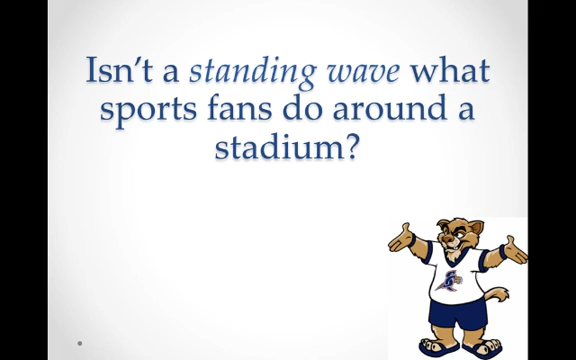 Isn't a standing wave what
sports fans do around a
stadium?